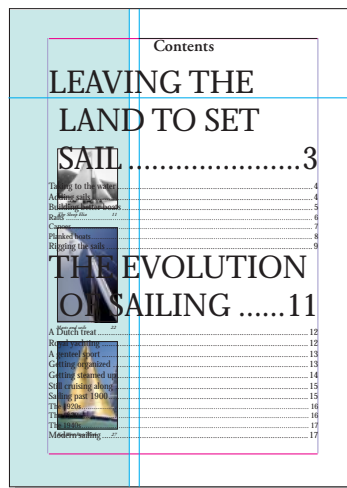 Contents
LEAVING THE
LAND TO SET
SAIL.....................3
Taking to the water 4
Adding sails 4
Building better boats 5
Rafts 6
Canoes 7
Planked boats 8
Rigging the sails 9
THE EVOLUTION
OF SAILING ......11
A Dutch treat 12
Royal yachting 12
A genteel sport 13
Getting organized 13
Getting steamed up 14
Still cruising along 15
Sailing past 1900 15
The 1920s 16
The 16
The 1940s 17
Modern sailing 17